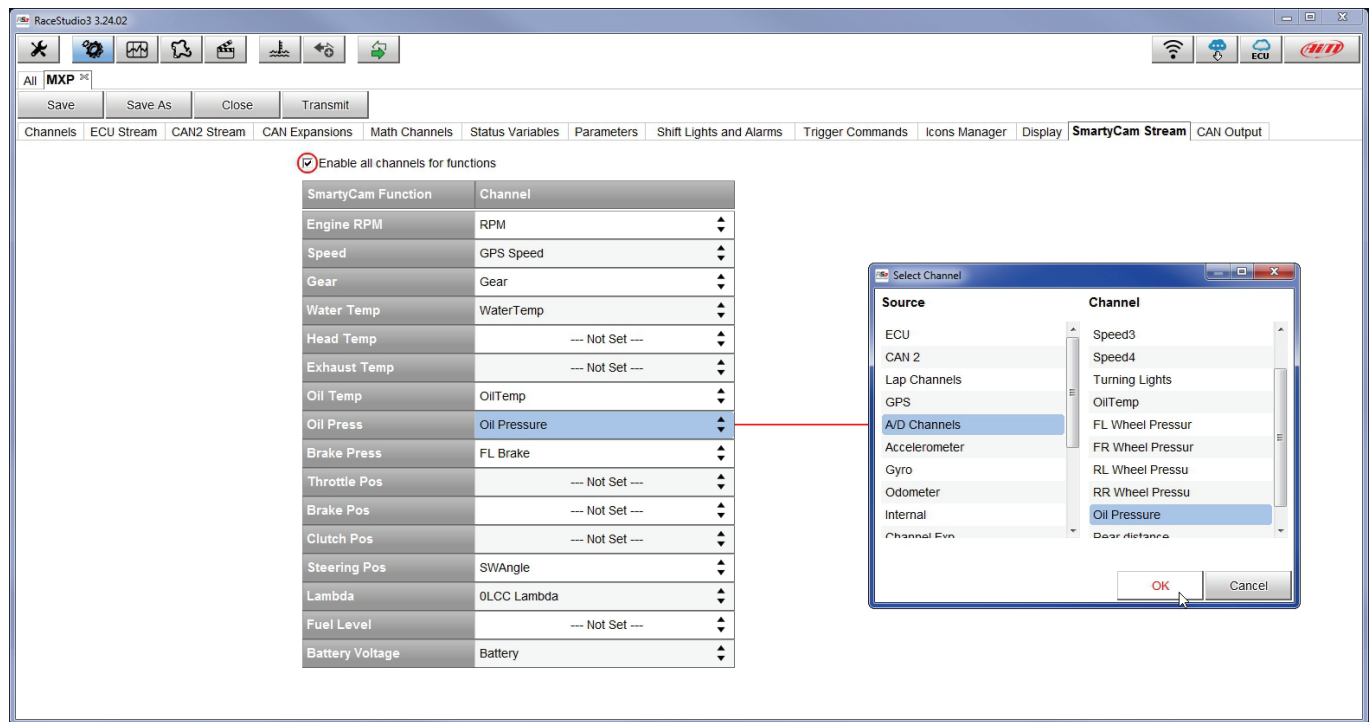 RaceStudio3 3.24.02
ECU
AiM
All MXP
Save Save As Close Transmit
Channels ECU Stream CAN2 Stream CAN Expansions Math Channels Status Variables Parameters Shift Lights and Alarms Trigger Commands Icons Manager Display SmartyCam Stream CAN Output
Enable all channels for functions
SmartyCam Function Channel
Engine RPM RPM
Speed GPS Speed
Gear Gear
Water Temp WaterTemp
Head Temp --- Not Set ---
Exhaust Temp --- Not Set ---
Oil Temp OilTemp
Oil Press Oil Pressure
Brake Press FL Brake
Throttle Pos --- Not Set ---
Brake Pos --- Not Set ---
Clutch Pos --- Not Set ---
Steering Pos SWAngle
Lambda 0LCC Lambda
Fuel Level --- Not Set ---
Battery Voltage Battery
Select Channel
Source Channel
ECU Speed3
CAN 2 Speed4
Lap Channels Turning Lights
GPS OilTemp
A/D Channels FL Wheel Pressur
Accelerometer FR Wheel Pressur
Gyro RL Wheel Pressu
Odometer RR Wheel Pressu
Internal Oil Pressure
Channel Exp Rear distance
OK Cancel